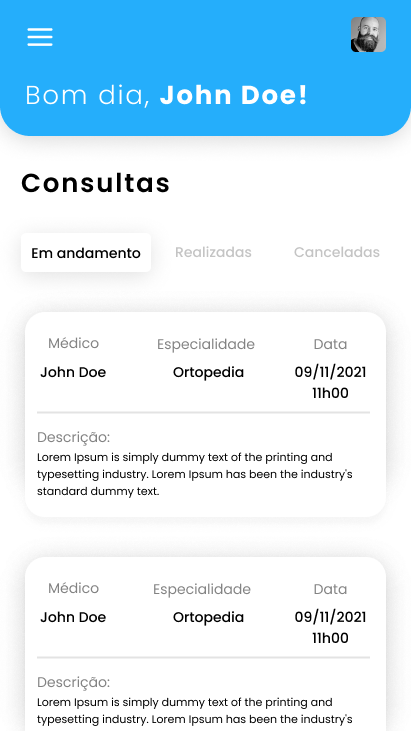 Bom dia, John Doe!
Consultas
Em andamento Realizadas Canceladas
Médico Especialidade Data
John Doe Ortopedia 09/11/2021
11h00
Descrição:
Lorem Ipsum is simply dummy text of the printing and
typesetting industry. Lorem Ipsum has been the industry's
standard dummy text.
Médico Especialidade Data
John Doe Ortopedia 09/11/2021
11h00
Descrição:
Lorem Ipsum is simply dummy text of the printing and
typesetting industry. Lorem Ipsum has been the industry's